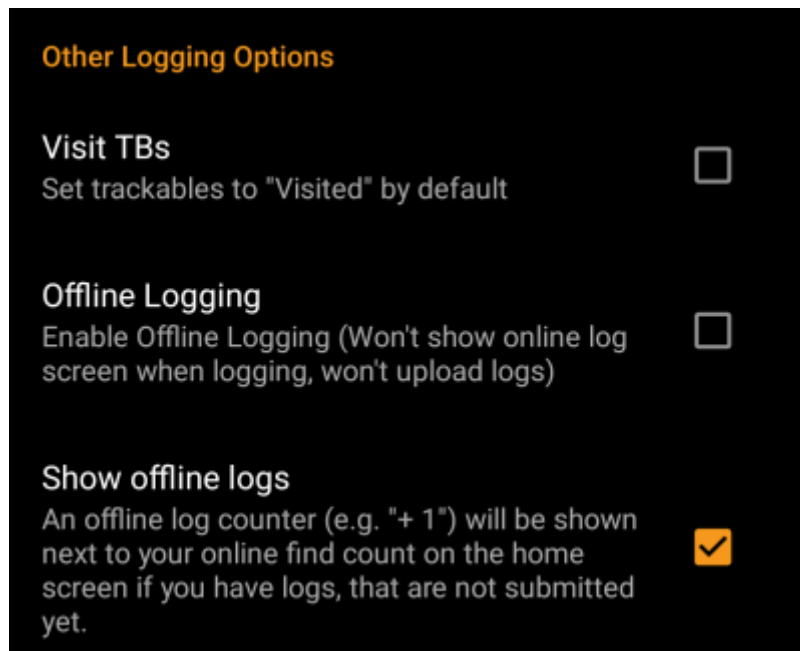 Other Logging Options
Visit TBs
Set trackables to "Visited" by default
Offline Logging
Enable Offline Logging (Won't show online log
screen when logging, won't upload logs)
Show offline logs
An offline log counter (e.g. "+ 1") will be shown
next to your online find count on the home
screen if you have logs, that are not submitted
yet.